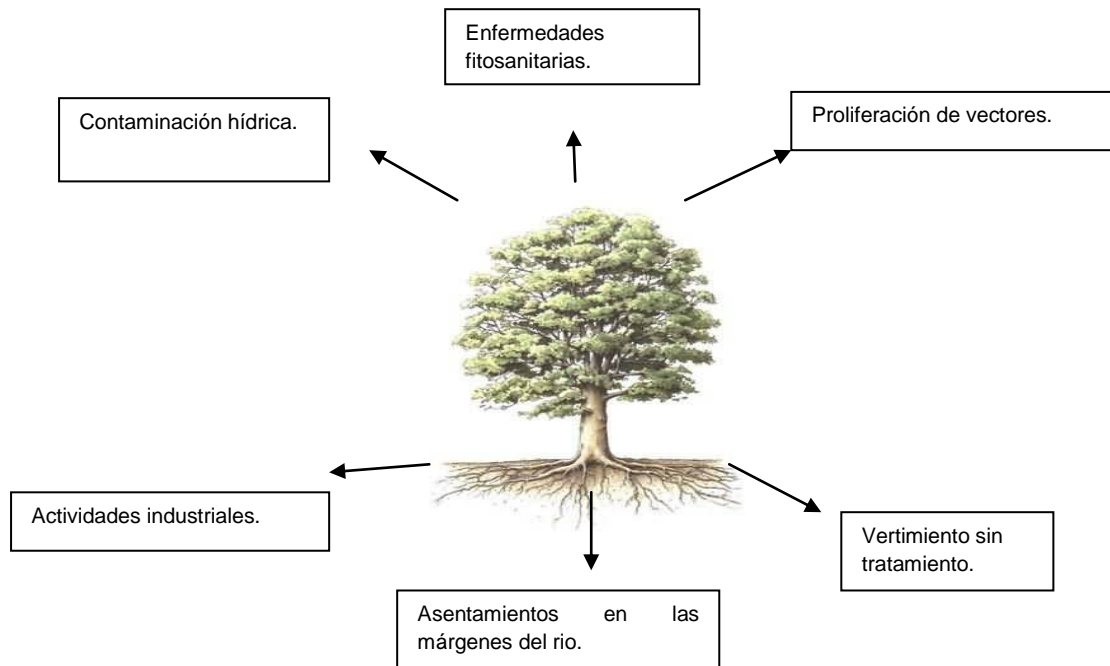 Enfermedades
fitosanitarias.
Contaminación hídrica.
Proliferación de vectores.
Actividades industriales.
Vertimiento sin
tratamiento.
Asentamientos en las
márgenes del rio.